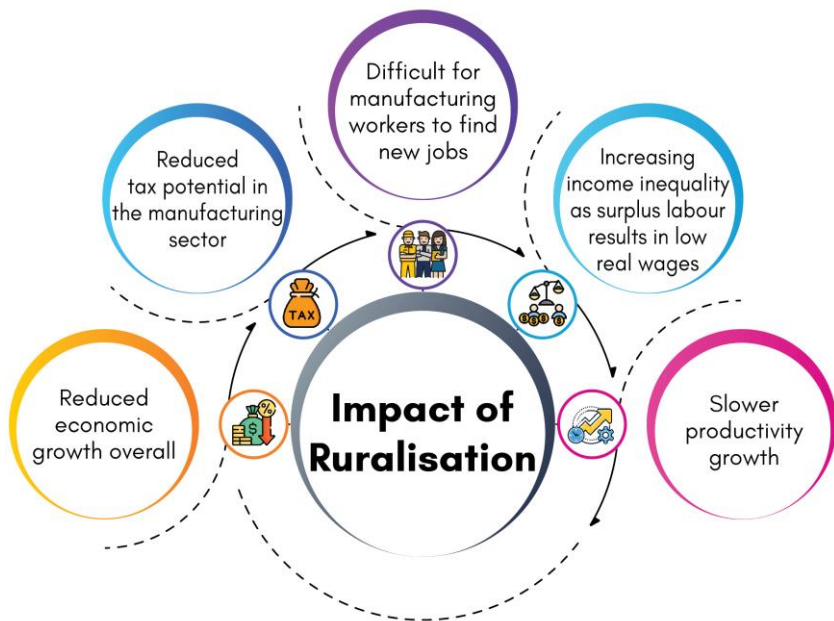 Difficult for
manufacturing
workers to find
new jobs
Reduced
tax potential in
the manufacturing
sector
Increasing
income inequality
as surplus labour
results in low
real wages
TAX
Reduced
economic
growth overall
Impact of
Ruralisation
Slower
productivity
growth